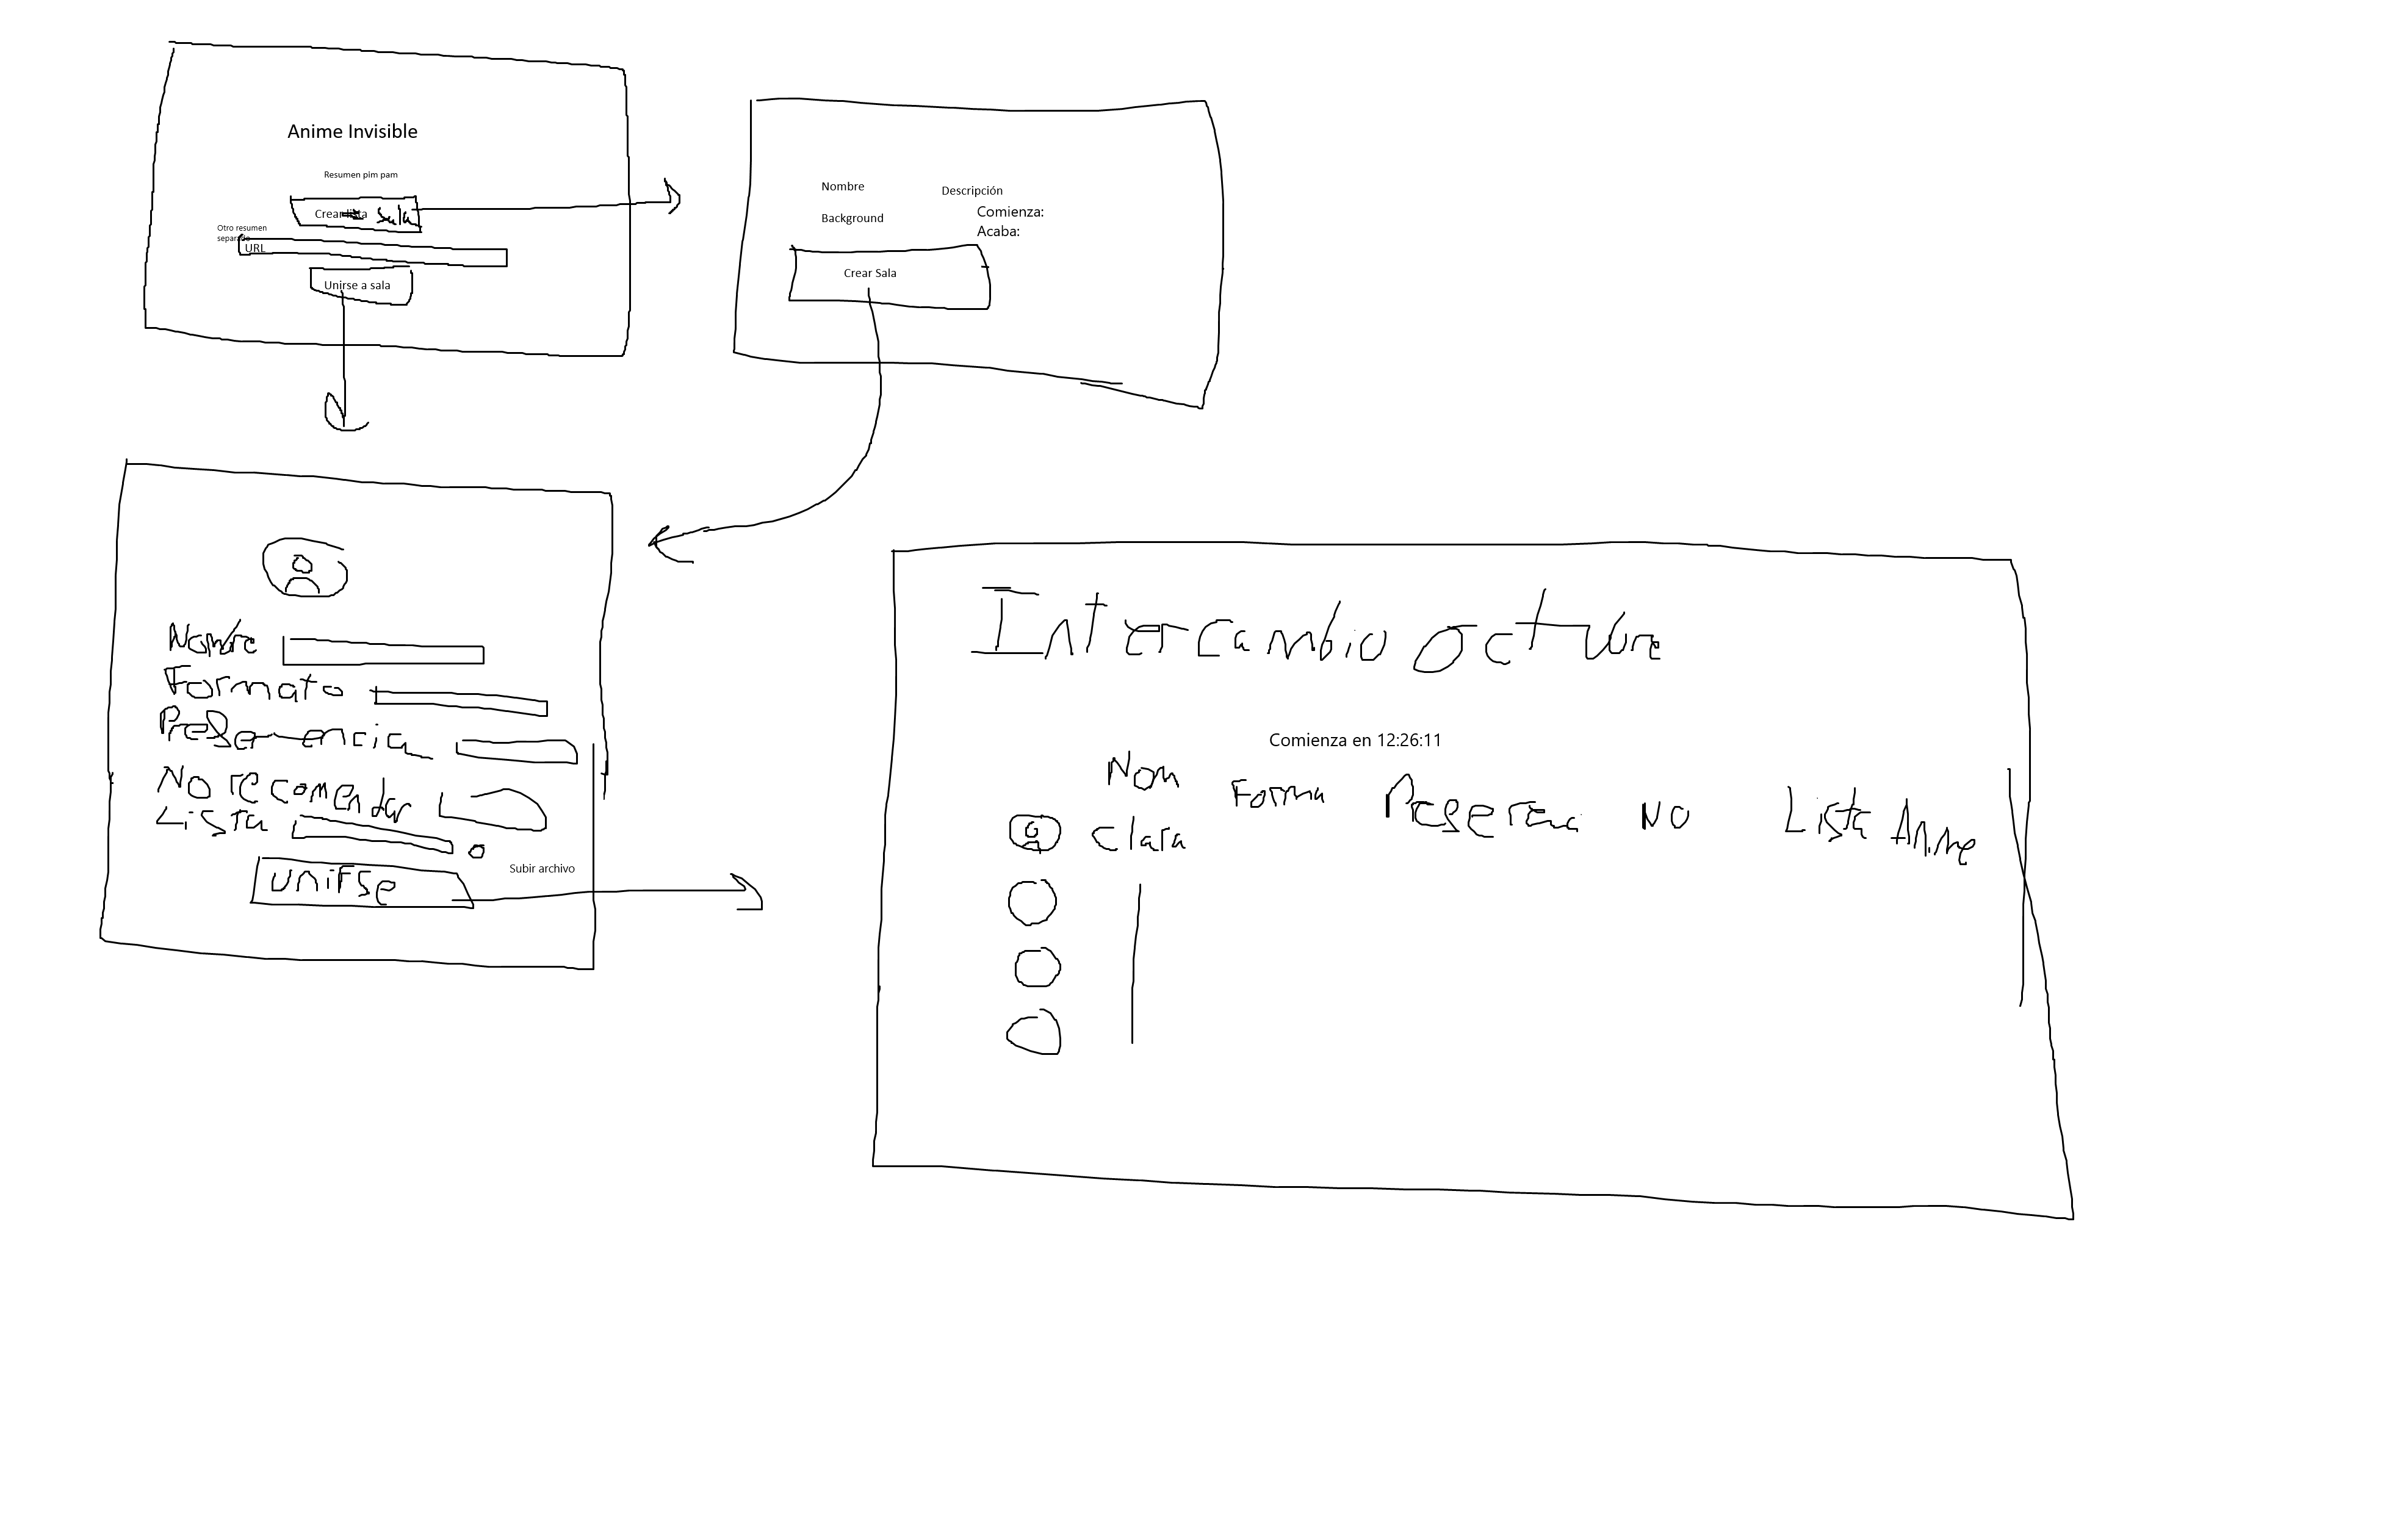 Anime Invisible
Resumen pim pam
Crear lista sala
Otro resumen
separado
URL
Unirse a sala
Nombre
Descripción
Background
Comienza:
Acaba:
Crear Sala
Nombre
Formato
Preferencia
No recomendar
Lista
Subir archivo
unirse
Intercambio octubre
Comienza en 12:26:11
Nom Forma Preferenc No Lista Anime
Clara